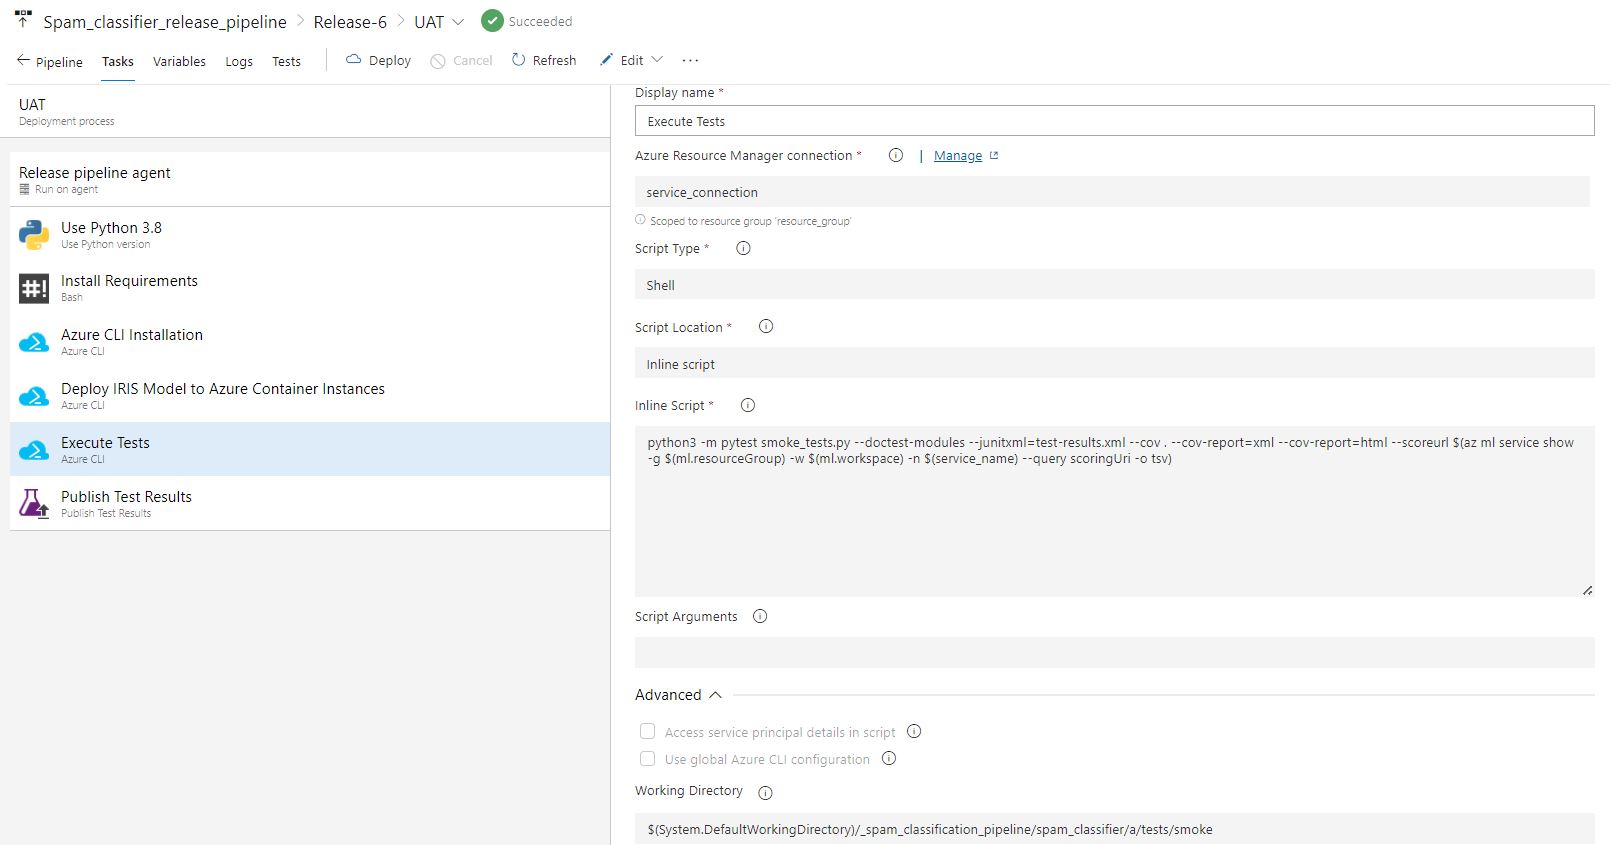 Spam_classifier_release_pipeline > Release-6 > UAT Succeeded
Pipeline Tasks Variables Logs Tests Deploy Cancel Refresh Edit ...
UAT
Deployment process
Release pipeline agent
Run on agent
Use Python 3.8
Use Python version
#!
Install Requirements
Bash
Azure CLI Installation
Azure CLI
Deploy IRIS Model to Azure Container Instances
Azure CLI
Execute Tests
Azure CLI
Publish Test Results
Publish Test Results
Display name *
Execute Tests
Azure Resource Manager connection * | Manage
service_connection
Scoped to resource group 'resource_group'
Script Type *
Shell
Script Location *
Inline script
Inline Script *
python3 -m pytest smoke_tests.py --doctest-modules --junitxml=test-results.xml --cov . --cov-report=xml --cov-report=html --scoreurl $(az ml service show
-g $(ml.resourceGroup) -w $(ml.workspace) -n $(service_name) --query scoringUri -o tsv)
Script Arguments
Advanced
Access service principal details in script
Use global Azure CLI configuration
Working Directory
$(System.DefaultWorkingDirectory)/_spam_classification_pipeline/spam_classifier/a/tests/smoke